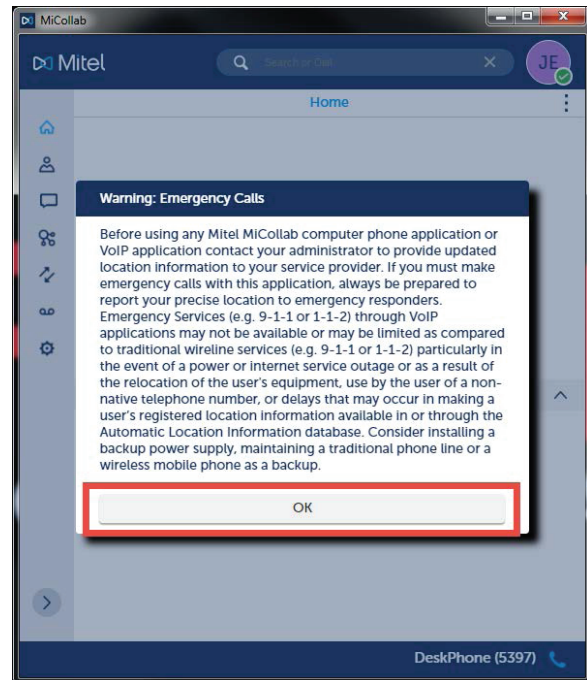 MiCollab
Mitel
Search or Call
JE
Home
Warning: Emergency Calls
Before using any Mitel MiCollab computer phone application or
VoIP application contact your administrator to provide updated
location information to your service provider. If you must make
emergency calls with this application, always be prepared to
report your precise location to emergency responders.
Emergency Services (e.g. 9-1-1 or 1-1-2) through VoIP
applications may not be available or may be limited as compared
to traditional wireline services (e.g. 9-1-1 or 1-1-2) particularly in
the event of a power or internet service outage or as a result of
the relocation of the user's equipment, use by the user of a non-
native telephone number, or delays that may occur in making a
user's registered location information available in or through the
Automatic Location Information database. Consider installing a
backup power supply, maintaining a traditional phone line or a
wireless mobile phone as a backup.
OK
DeskPhone (5397)